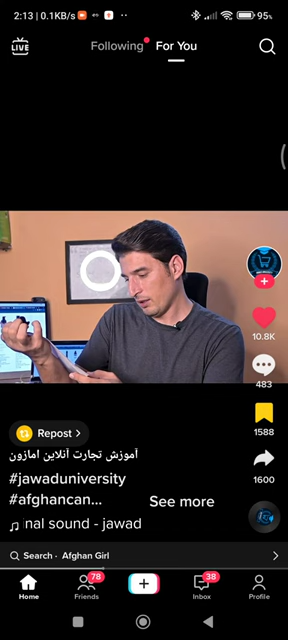 2:13 | 0.1KB/s
95%
LIVE
Following
For You
10.8K
483
1588
Repost >
آموزش تجارت آنلاین امازون
#jawaduniversity
#afghancan...
See more
1600
nal sound - jawad
Search · Afghan Girl
78
38
Home
Friends
Inbox
Profile